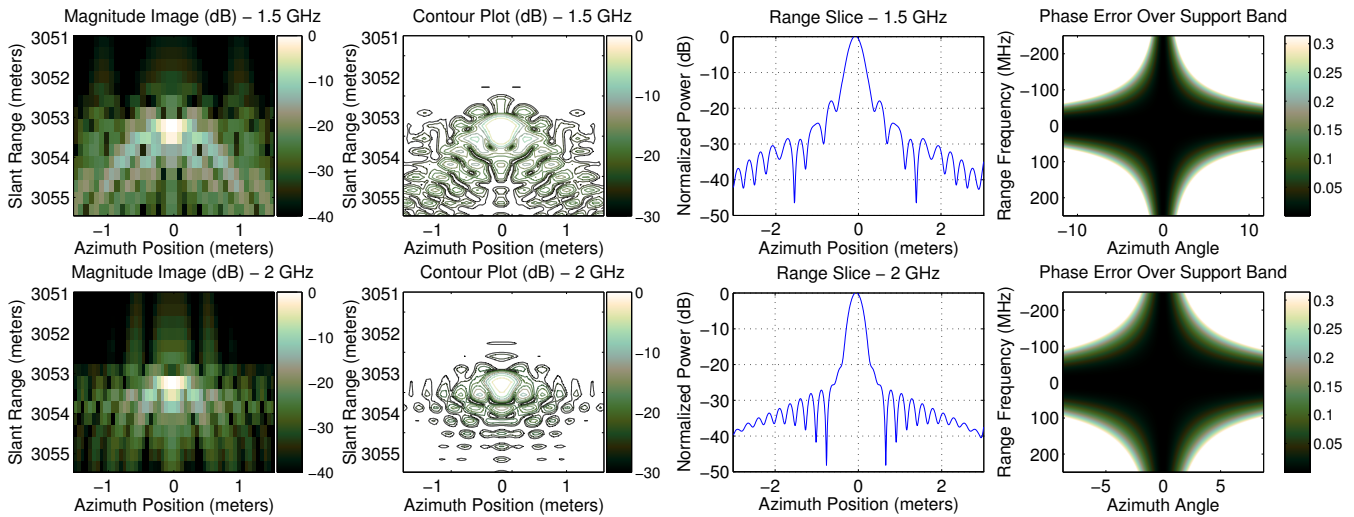 Magnitude Image (dB) − 1.5 GHz
Slant Range (meters)
3051
3052
3053
3054
3055
−1 0 1
Azimuth Position (meters)
0
−10
−20
−30
−40
Contour Plot (dB) − 1.5 GHz
Slant Range (meters)
3051
3052
3053
3054
3055
−1 0 1
Azimuth Position (meters)
0
−5
−10
−15
−20
−25
−30
Range Slice − 1.5 GHz
Normalized Power (dB)
0
−10
−20
−30
−40
−50
−2 0 2
Azimuth Position (meters)
Phase Error Over Support Band
Range Frequency (MHz)
−200
−100
0
100
200
−10 0 10
Azimuth Angle
0.3
0.25
0.2
0.15
0.1
0.05
Magnitude Image (dB) − 2 GHz
Slant Range (meters)
3051
3052
3053
3054
3055
−1 0 1
Azimuth Position (meters)
0
−10
−20
−30
−40
Contour Plot (dB) − 2 GHz
Slant Range (meters)
3051
3052
3053
3054
3055
−1 0 1
Azimuth Position (meters)
0
−5
−10
−15
−20
−25
−30
Range Slice − 2 GHz
Normalized Power (dB)
0
−10
−20
−30
−40
−50
−2 0 2
Azimuth Position (meters)
Phase Error Over Support Band
Range Frequency (MHz)
−200
−100
0
100
200
−5 0 5
Azimuth Angle
0.3
0.25
0.2
0.15
0.1
0.05